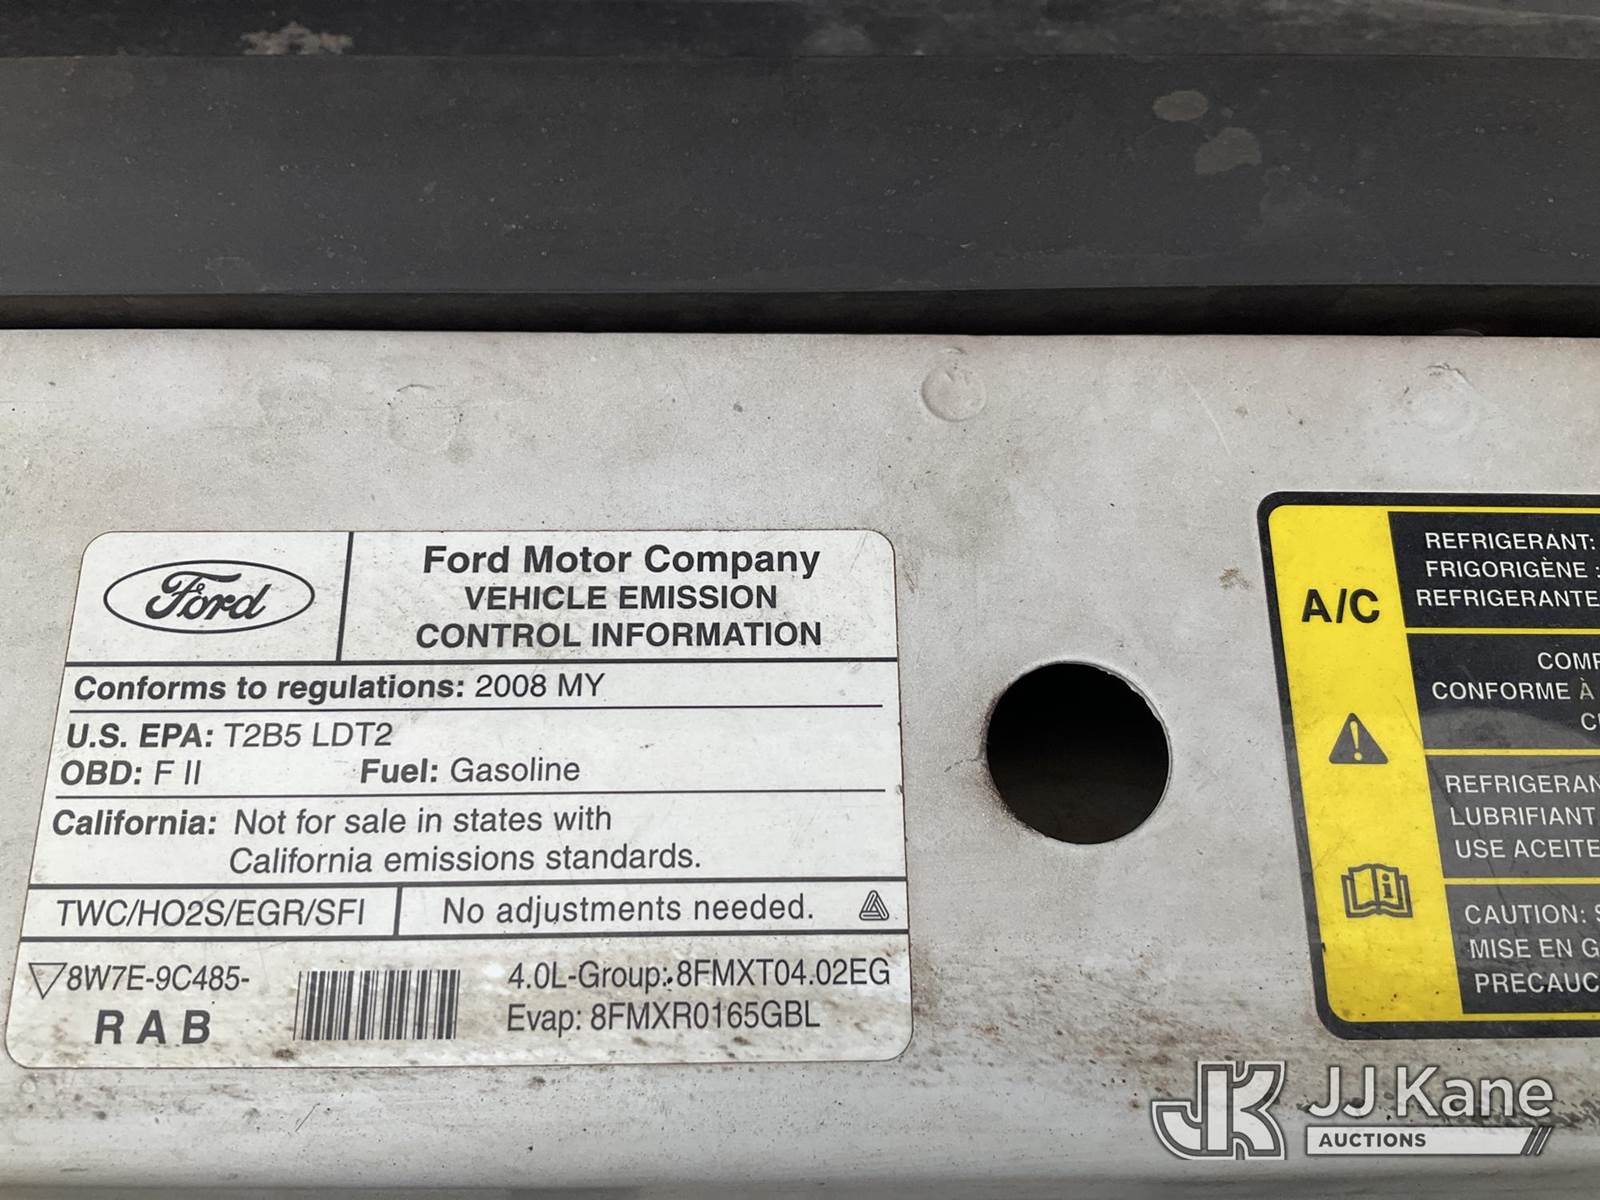 Ford
Ford Motor Company
VEHICLE EMISSION
CONTROL INFORMATION
Conforms to regulations: 2008 MY
U.S. EPA: T2B5 LDT2
OBD: F II Fuel: Gasoline
California: Not for sale in states with
California emissions standards.
TWC/HO2S/EGR/SFI
No adjustments needed.
8W7E-9C485-
R A B
4.0L-Group: 8FMXT04.02EG
Evap: 8FMXR0165GBL
A/C
REFRIGERANT:
FRIGORIGÈNE :
REFRIGERANTE
COMP
CONFORME À
REFRIGERAN
LUBRIFIANT
USE ACEITE
CAUTION: S
MISE EN G
PRECAUC
JK JJ Kane
AUCTIONS